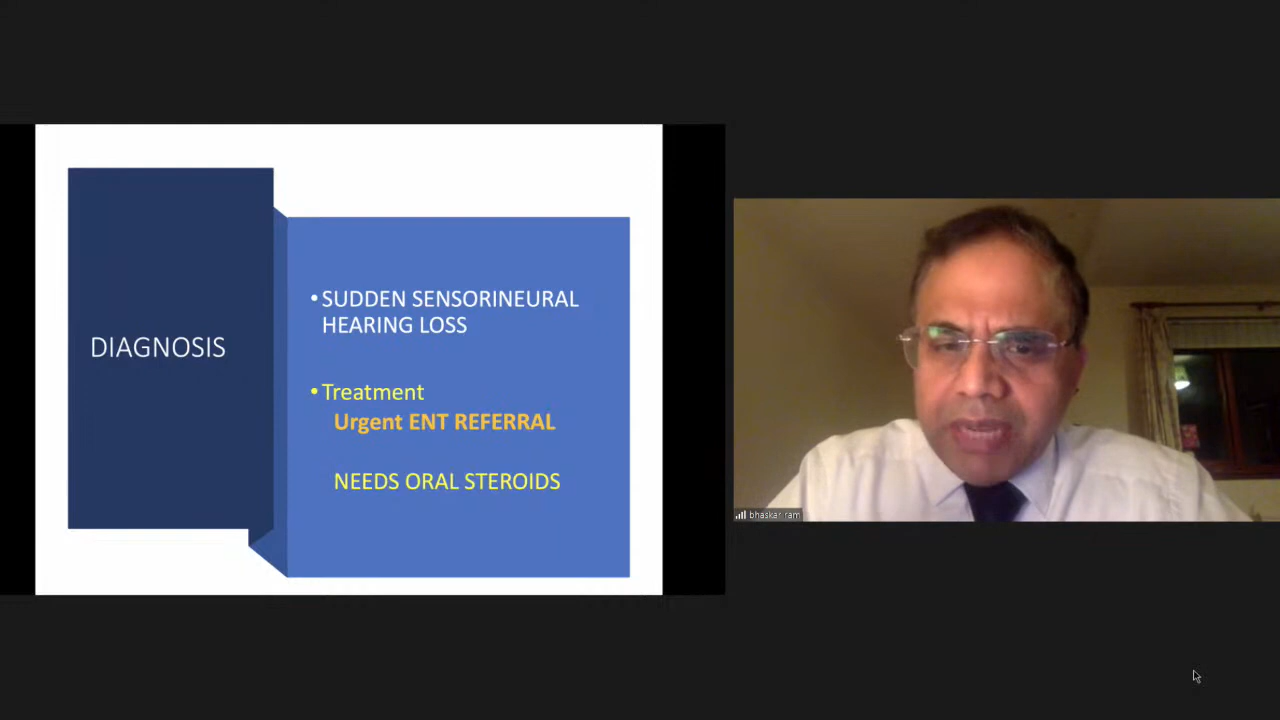 DIAGNOSIS
•SUDDEN SENSORINEURAL
HEARING LOSS
•Treatment
Urgent ENT REFERRAL
NEEDS ORAL STEROIDS
bhaskar ram